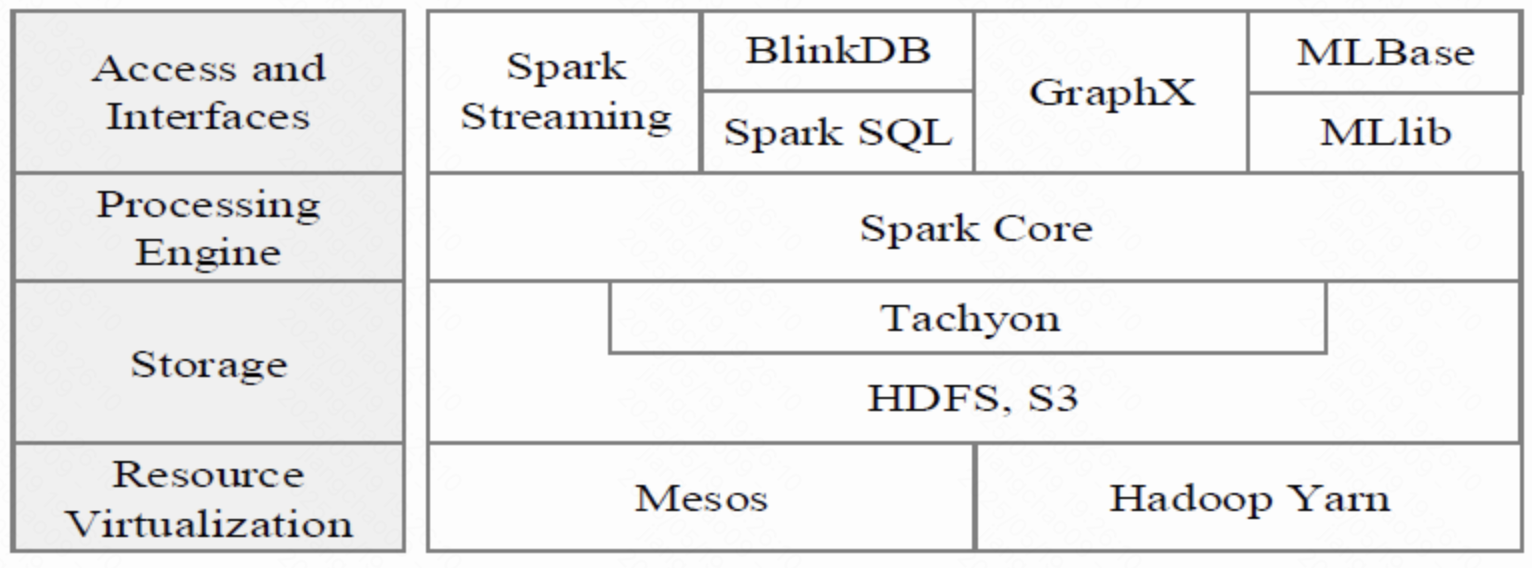 Access and
Interfaces
Spark
Streaming
BlinkDB
Spark SQL
GraphX
MLBase
MLlib
Processing
Engine
Spark Core
Storage
Tachyon
HDFS, S3
Resource
Virtualization
Mesos
Hadoop Yarn